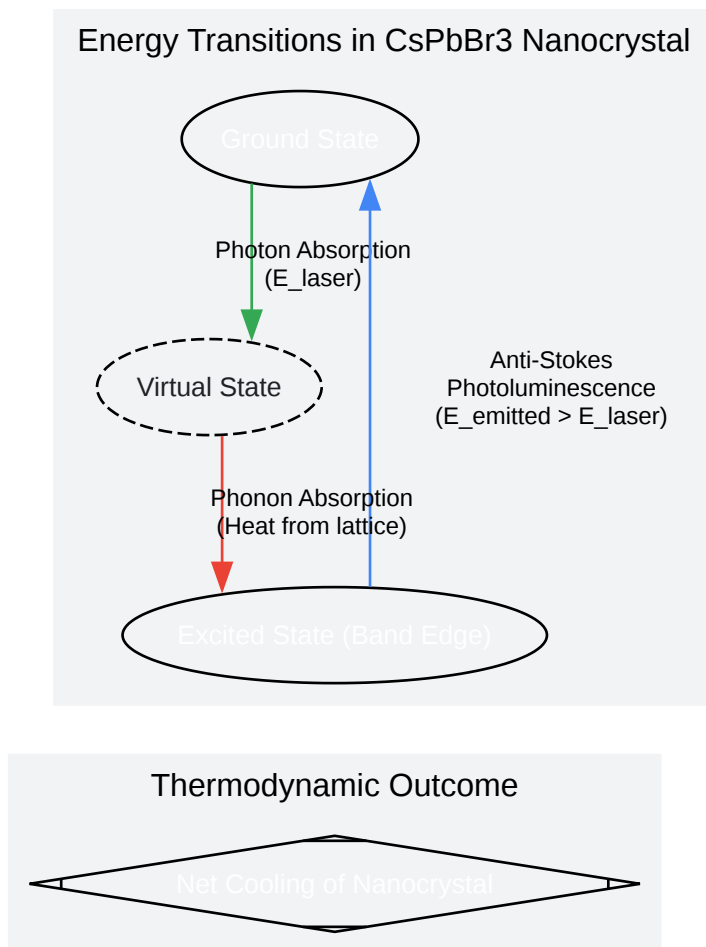 Energy Transitions in CsPbBr3 Nanocrystal
Ground State
Photon Absorption
(E_laser)
Virtual State
Anti-Stokes
Photoluminescence
(E_emitted > E_laser)
Phonon Absorption
(Heat from lattice)
Excited State (Band Edge)
Thermodynamic Outcome
Net Cooling of Nanocrystal